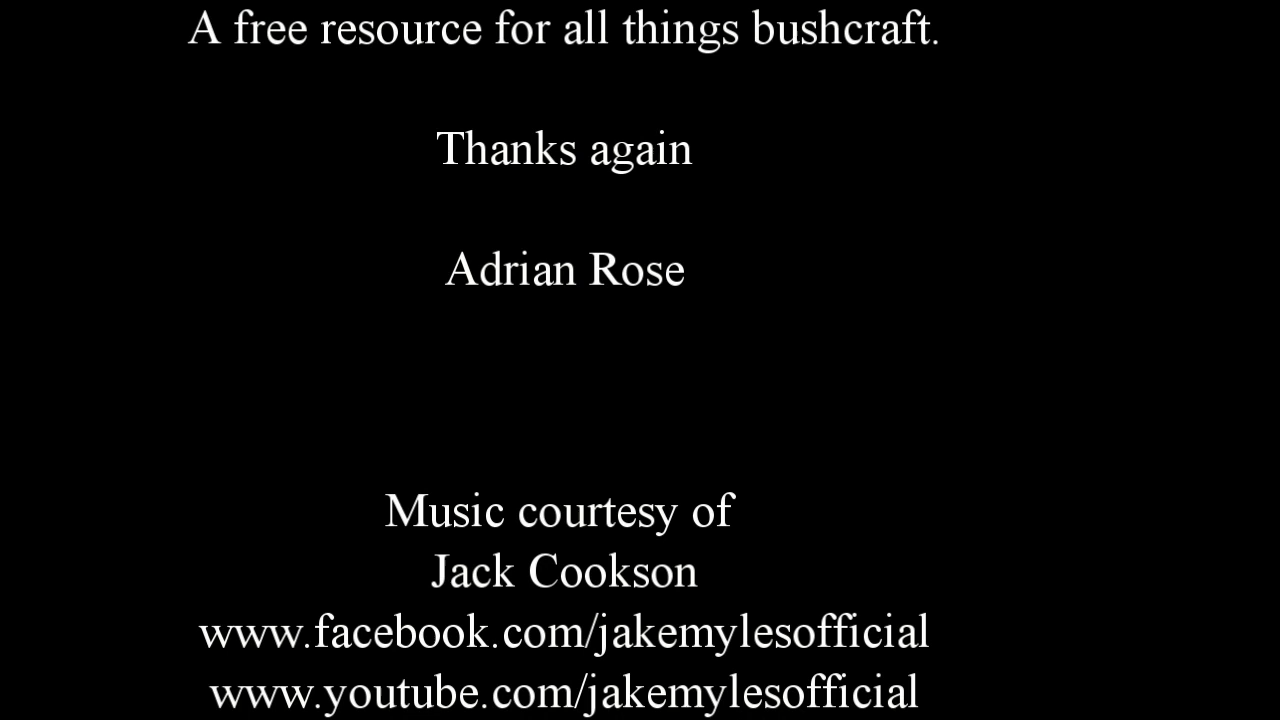 A free resource for all things bushcraft.
Thanks again
Adrian Rose
Music courtesy of
Jack Cookson
www.facebook.com/jakemylesofficial
www.youtube.com/jakemylesofficial